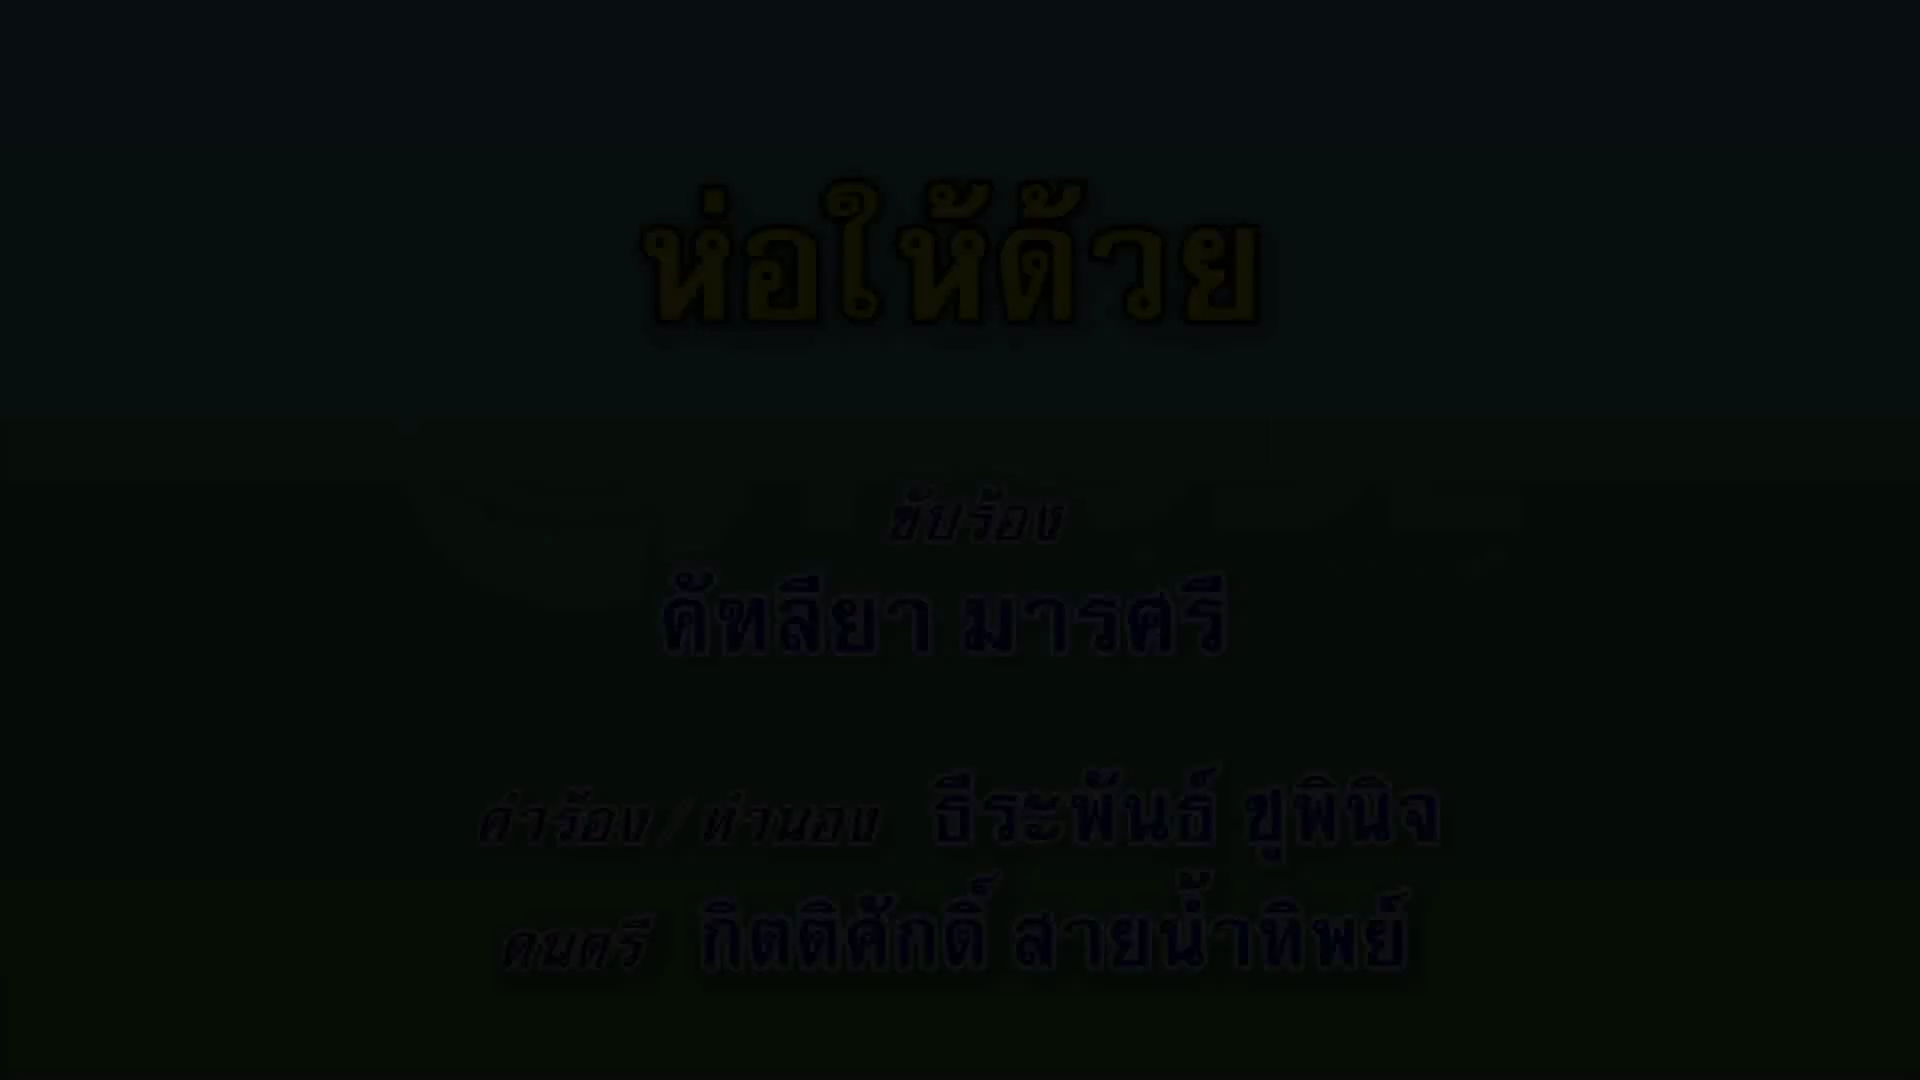 ห่อให้ด้วย
ขับร้อง
คัฑลียา มารศรี
คำร้อง / ทำนอง ธีระพันธ์ ชูพินิจ
ดนตรี กิตติศักดิ์ สายน้ำทิพย์